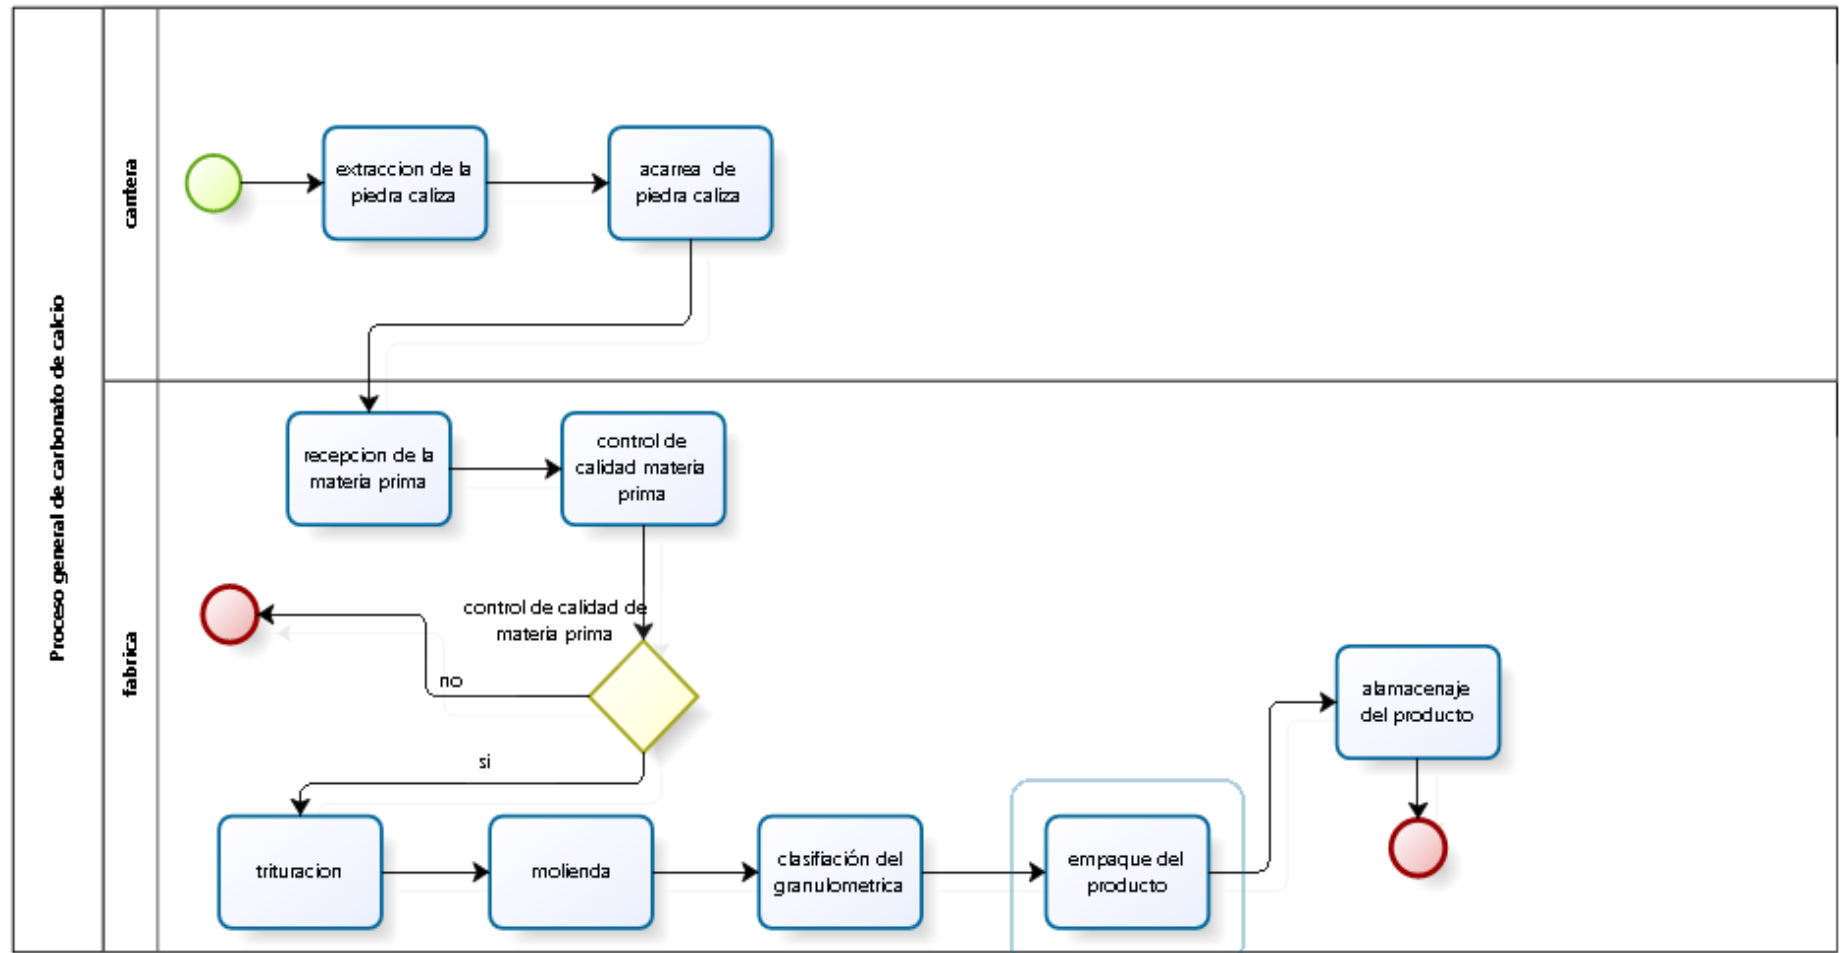 Proceso general de carbonato de calcio
cantera
extraccion de la
piedra caliza
acarrea de
piedra caliza
fabrica
recepcion de la
materia prima
control de
calidad materia
prima
control de calidad de
materia prima
no
si
trituracion
molienda
clasifiación del
granulometrica
empaque del
producto
alamacenaje
del producto